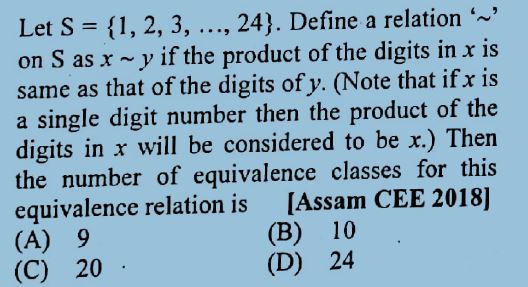 Let S = {1, 2, 3, ..., 24}. Define a relation ‘~’
on S as x ~ y if the product of the digits in x is
same as that of the digits of y. (Note that if x is
a single digit number then the product of the
digits in x will be considered to be x.) Then
the number of equivalence classes for this
equivalence relation is [Assam CEE 2018]
(A) 9 (B) 10
(C) 20 (D) 24